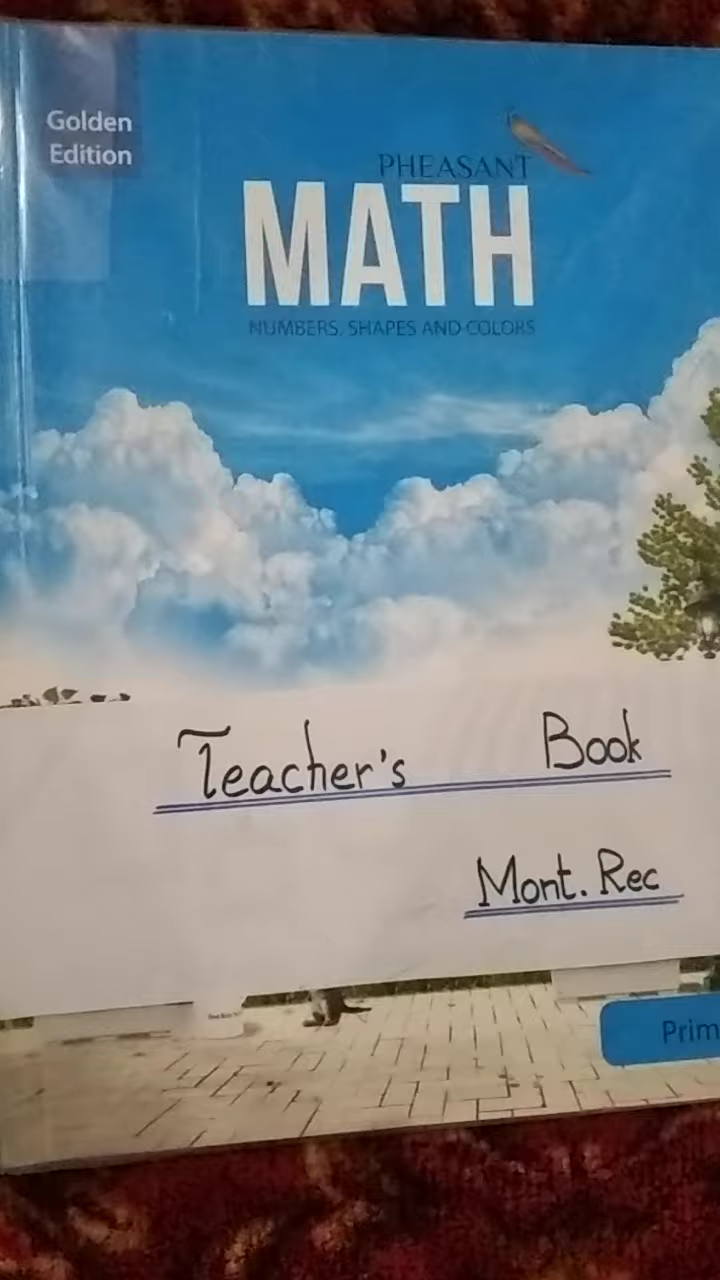 Golden
Edition
PHEASANT
MATH
NUMBERS, SHAPES AND COLORS
Teacher's Book
Mont. Rec
Prim